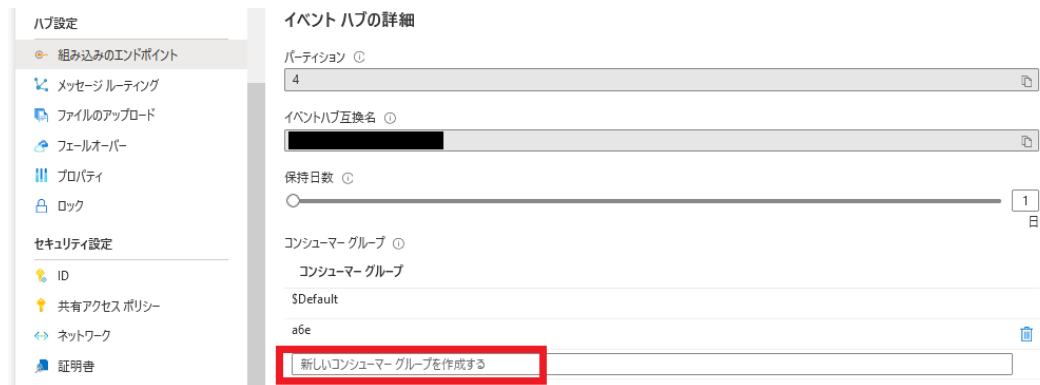 ハブ設定
組み込みのエンドポイント
メッセージ ルーティング
ファイルのアップロード
フェールオーバー
プロパティ
ロック
セキュリティ設定
ID
共有アクセス ポリシー
ネットワーク
証明書
イベント ハブの詳細
パーティション
4
イベントハブ互換名
保持日数
1
日
コンシューマー グループ
コンシューマー グループ
$Default
a6e
新しいコンシューマー グループを作成する